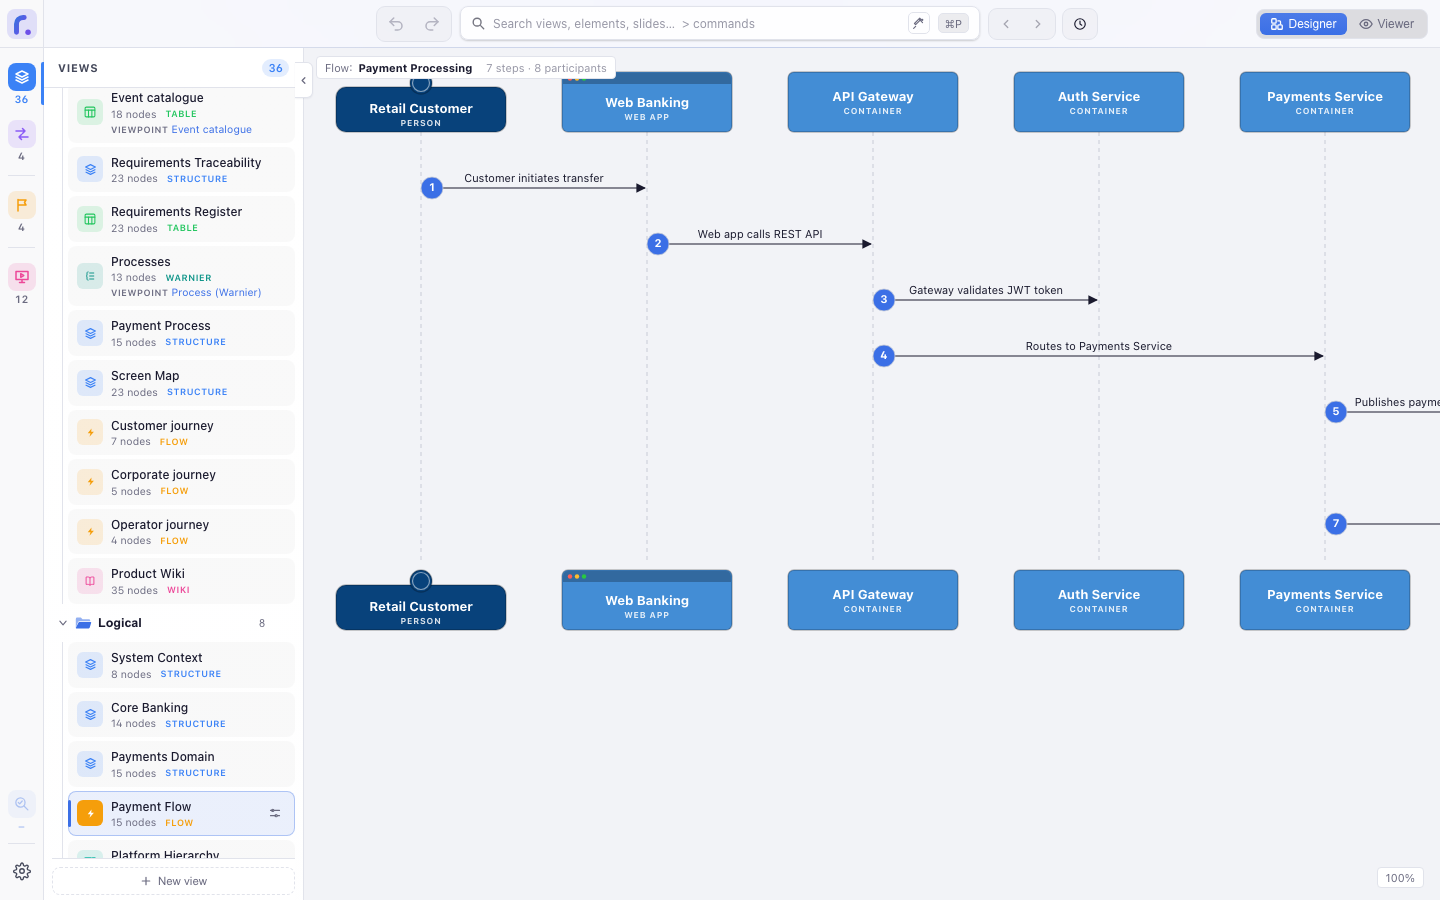 Search views, elements, slides... > commands
⌘P
Designer
Viewer
36
4
4
12
–
VIEWS
36
Event catalogue
18 nodes TABLE
VIEWPOINT Event catalogue
Requirements Traceability
23 nodes STRUCTURE
Requirements Register
23 nodes TABLE
Processes
13 nodes WARNIER
VIEWPOINT Process (Warnier)
Payment Process
15 nodes STRUCTURE
Screen Map
23 nodes STRUCTURE
Customer journey
7 nodes FLOW
Corporate journey
5 nodes FLOW
Operator journey
4 nodes FLOW
Product Wiki
35 nodes WIKI
Logical 8
System Context
8 nodes STRUCTURE
Core Banking
14 nodes STRUCTURE
Payments Domain
15 nodes STRUCTURE
Payment Flow
15 nodes FLOW
Platform Hierarchy
+ New view
Flow: Payment Processing 7 steps · 8 participants
Retail Customer
PERSON
Web Banking
WEB APP
API Gateway
CONTAINER
Auth Service
CONTAINER
Payments Service
CONTAINER
1 Customer initiates transfer
2 Web app calls REST API
3 Gateway validates JWT token
4 Routes to Payments Service
5 Publishes payme
7
Retail Customer
PERSON
Web Banking
WEB APP
API Gateway
CONTAINER
Auth Service
CONTAINER
Payments Service
CONTAINER
100%